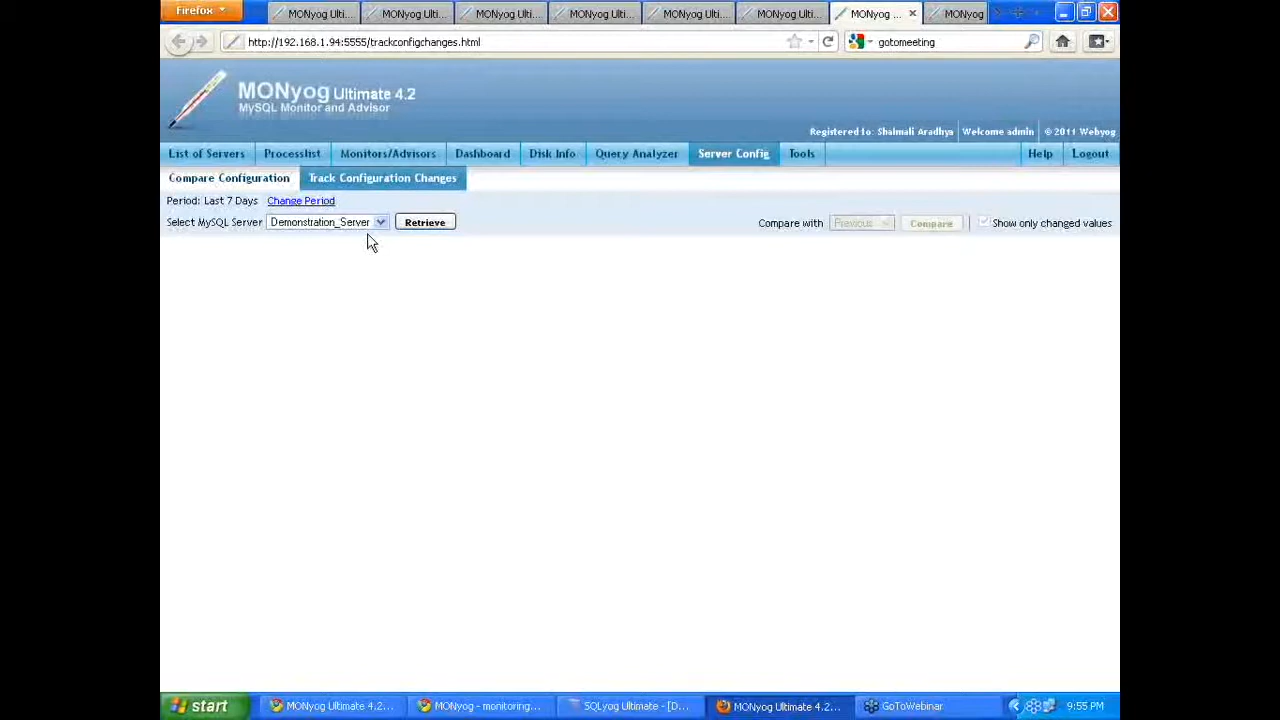 Firefox
MONyog Ulti...
MONyog Ulti...
MONyog Ulti...
MONyog Ulti...
MONyog Ulti...
MONyog Ulti...
MONyog ...
MONyog
http://192.168.1.94:5555/trackconfigchanges.html
gotomeeting
MONyog Ultimate 4.2
MySQL Monitor and Advisor
Registered to: Shaimali Aradhya
Welcome admin
© 2011 Webyog
List of Servers
Processlist
Monitors/Advisors
Dashboard
Disk Info
Query Analyzer
Server Config
Tools
Help
Logout
Compare Configuration
Track Configuration Changes
Period: Last 7 Days Change Period
Select MySQL Server Demonstration_Server Retrieve
Compare with Previous Compare Show only changed values
start
MONyog Ultimate 4.2...
MONyog - monitoring...
SQLyog Ultimate - [D...
MONyog Ultimate 4.2...
GoToWebinar
9:55 PM